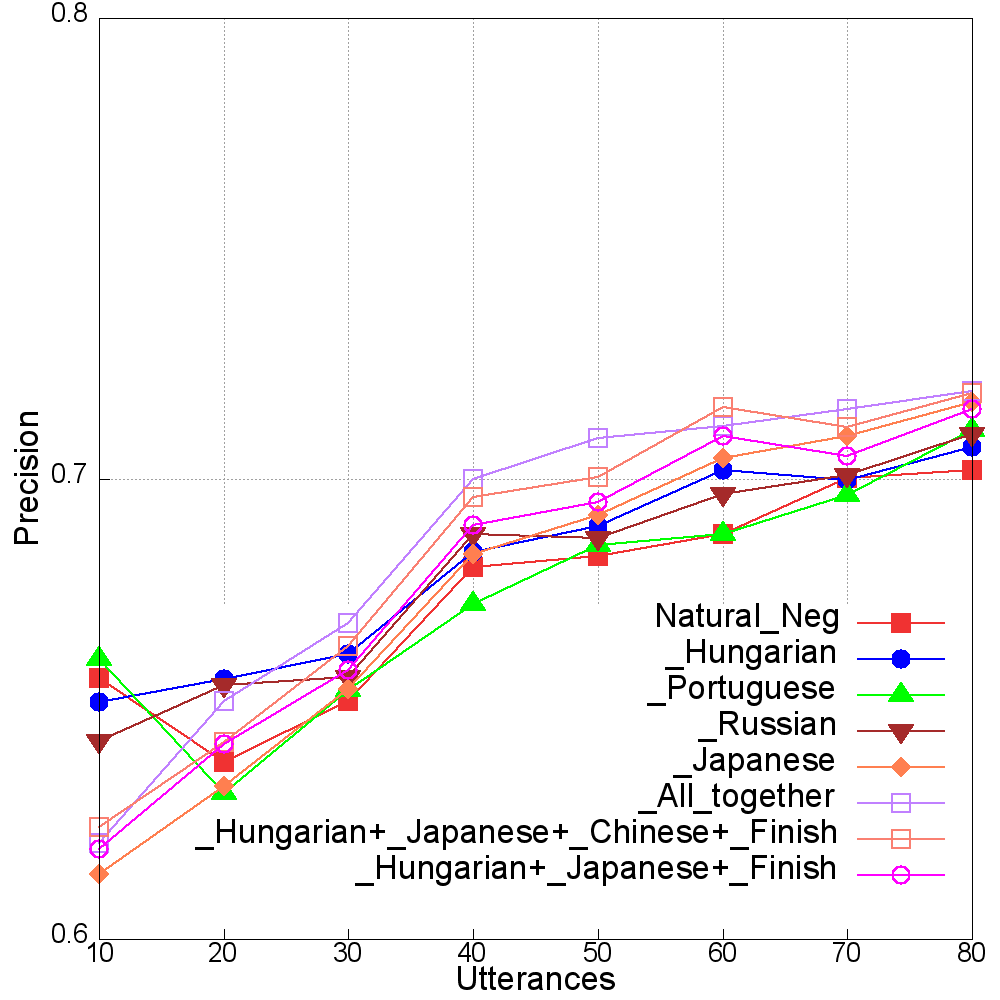 0.8
0.7
0.6
Precision
Natural_Neg
_Hungarian
_Portuguese
_Russian
_Japanese
_All_together
_Hungarian+_Japanese+_Chinese+_Finish
_Hungarian+_Japanese+_Finish
10 20 30 40 50 60 70 80
Utterances